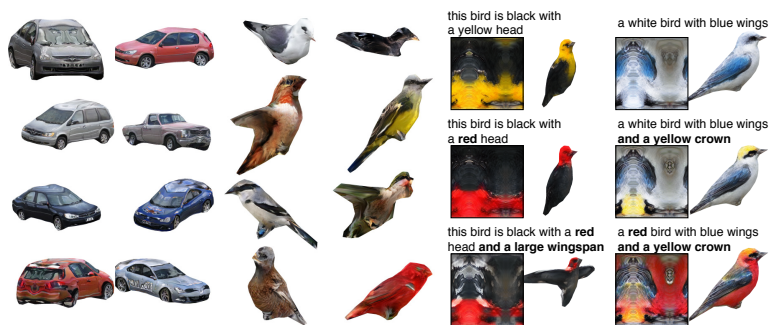 this bird is black with
a yellow head
this bird is black with
a red head
this bird is black with a red
head and a large wingspan
a white bird with blue wings
a white bird with blue wings
and a yellow crown
a red bird with blue wings
and a yellow crown